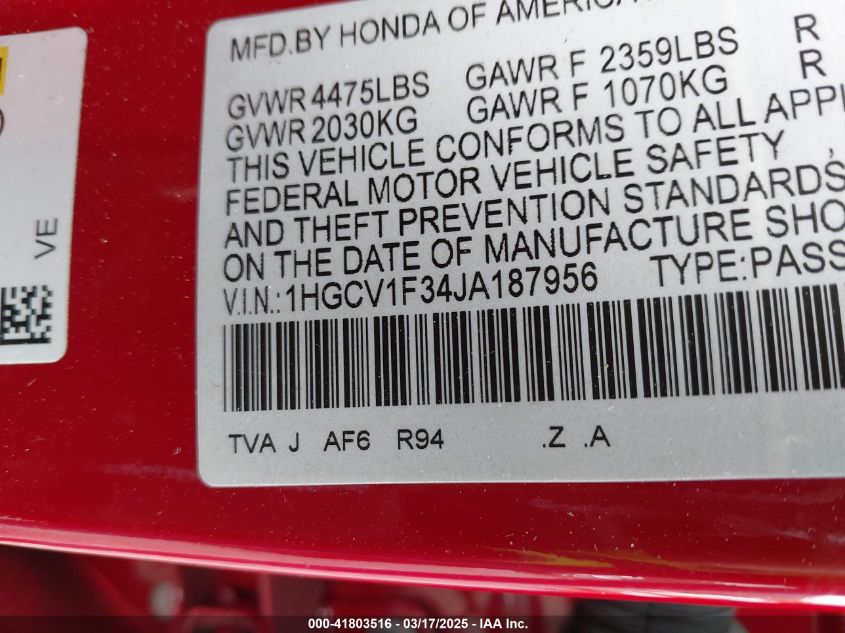 MFD.BY HONDA OF AMERICA
GVWR 4475LBS GAWR F 2359LBS R
GVWR 2030KG GAWR F 1070KG R
THIS VEHICLE CONFORMS TO ALL APPL
FEDERAL MOTOR VEHICLE SAFETY ,
AND THEFT PREVENTION STANDARDS
ON THE DATE OF MANUFACTURE SHO
V.I.N.: 1HGCV1F34JA187956 TYPE:PASS
TVA J AF6 R94 .Z .A
VE
000-41803516 — 03/17/2025 — IAA Inc.